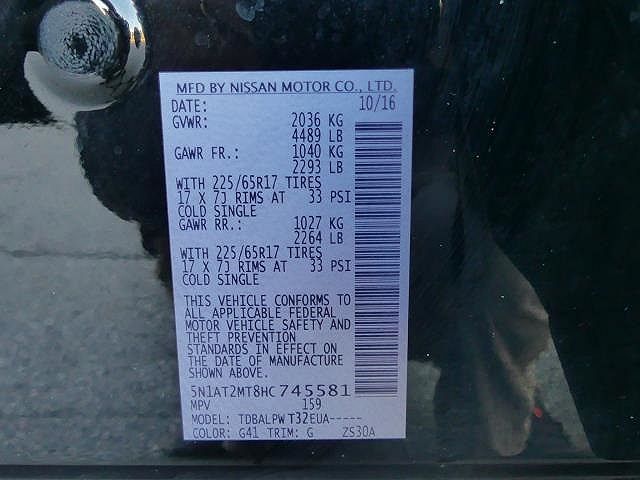 MFD BY NISSAN MOTOR CO., LTD.
DATE: 10/16
GVWR: 2036 KG
4489 LB
GAWR FR.: 1040 KG
2293 LB
WITH 225/65R17 TIRES
17 X 7J RIMS AT 33 PSI
COLD SINGLE
GAWR RR.: 1027 KG
2264 LB
WITH 225/65R17 TIRES
17 X 7J RIMS AT 33 PSI
COLD SINGLE
THIS VEHICLE CONFORMS TO
ALL APPLICABLE FEDERAL
MOTOR VEHICLE SAFETY AND
THEFT PREVENTION
STANDARDS IN EFFECT ON
THE DATE OF MANUFACTURE
SHOWN ABOVE.
5N1AT2MT8HC745581
MPV 159
MODEL: TDBALPW T32EUA-----
COLOR: G41 TRIM: G ZS30A